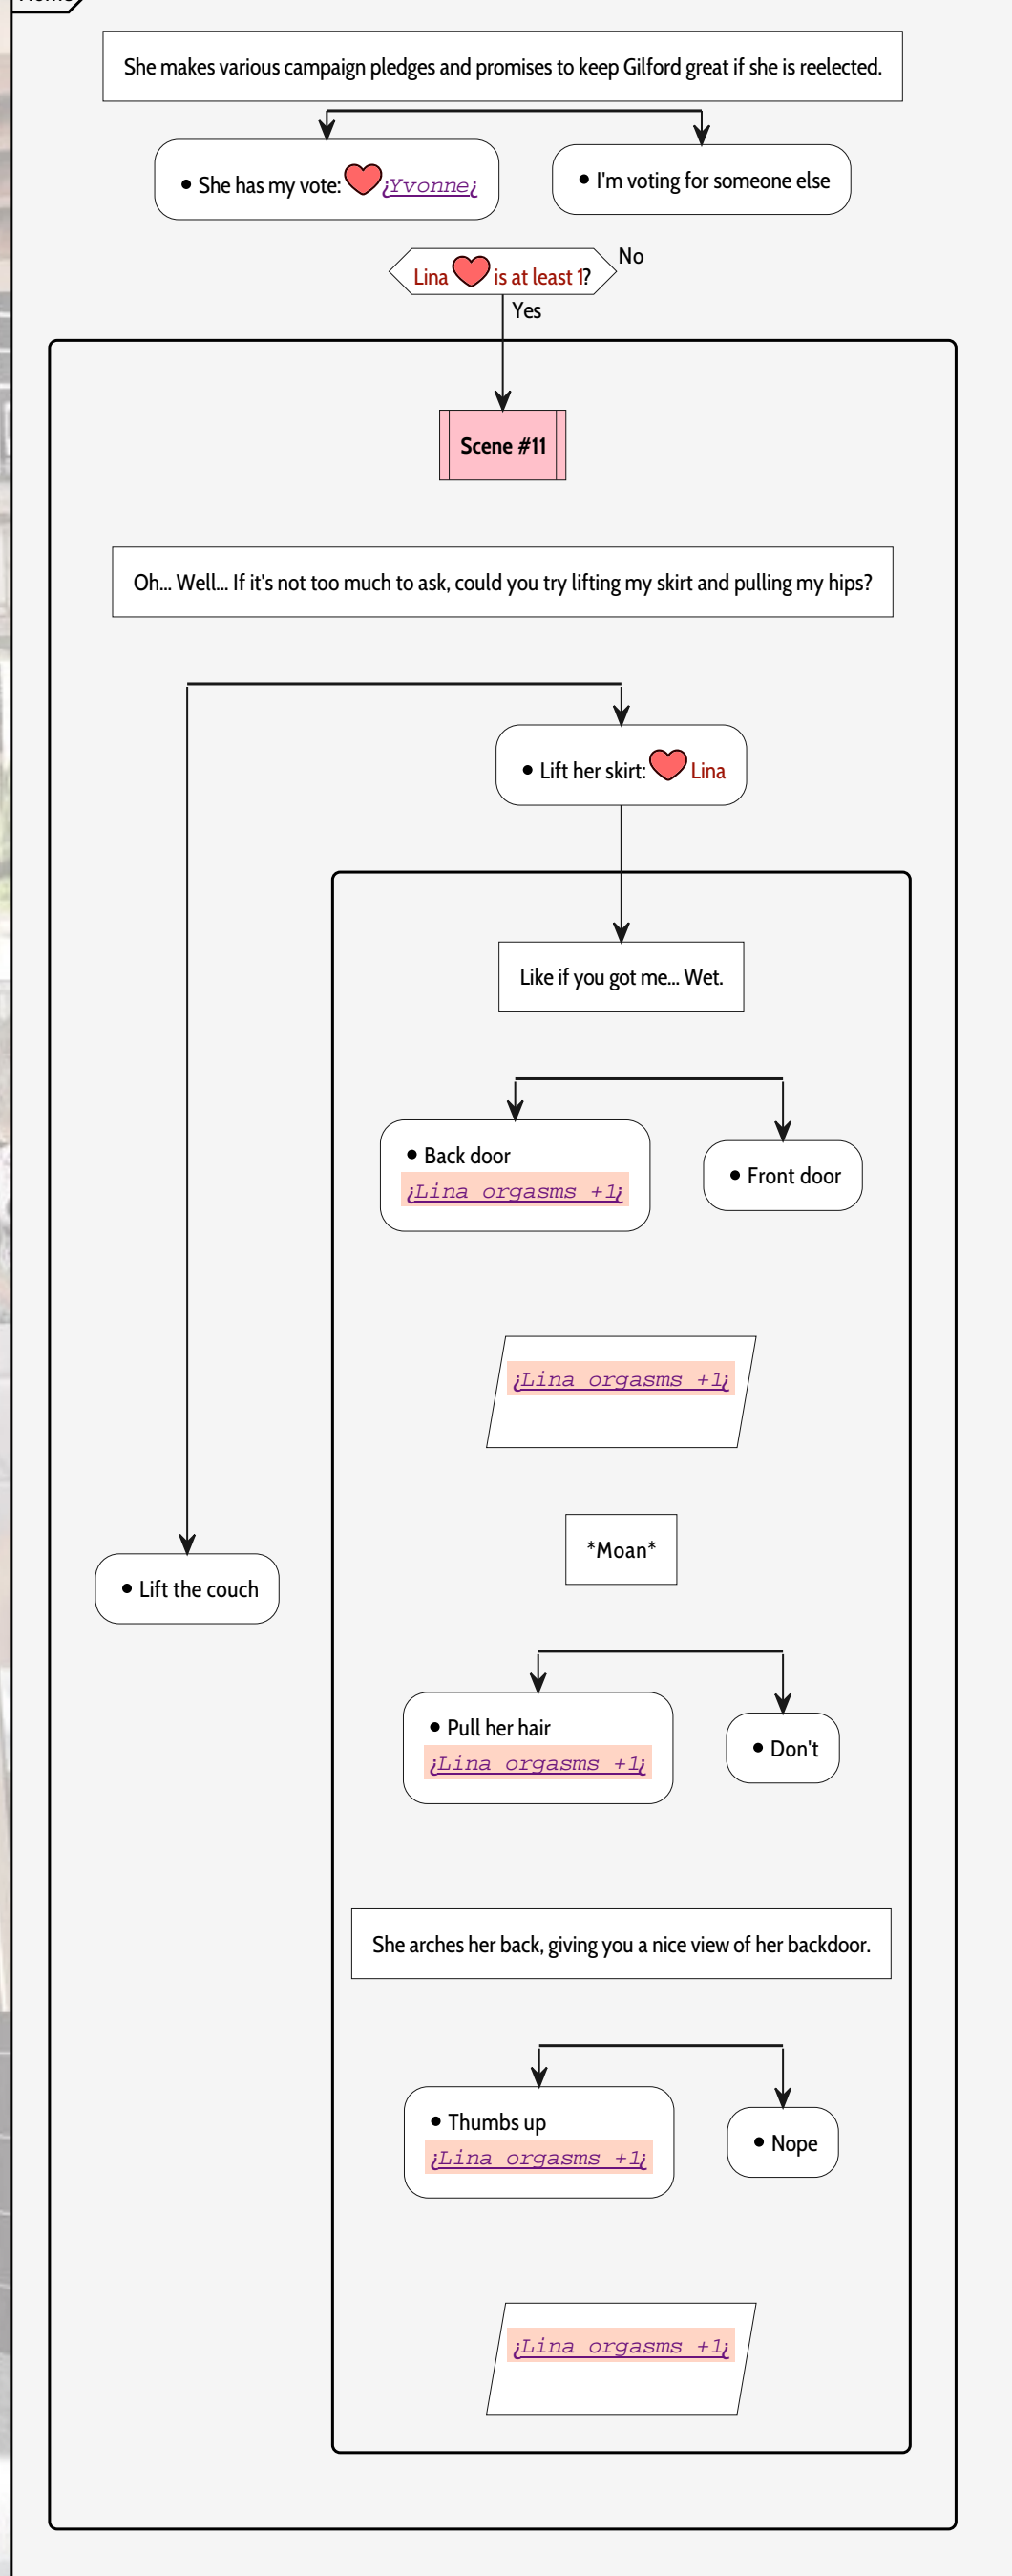 She makes various campaign pledges and promises to keep Gilford great if she is reelected.
• She has my vote: ¿Yvonne¿
• I'm voting for someone else
Lina is at least 1?
No
Yes
Scene #11
Oh... Well... If it's not too much to ask, could you try lifting my skirt and pulling my hips?
• Lift her skirt: Lina
Like if you got me... Wet.
• Back door
¿Lina orgasms +1¿
• Front door
¿Lina orgasms +1¿
*Moan*
• Lift the couch
• Pull her hair
¿Lina orgasms +1¿
• Don't
She arches her back, giving you a nice view of her backdoor.
• Thumbs up
¿Lina orgasms +1¿
• Nope
¿Lina orgasms +1¿